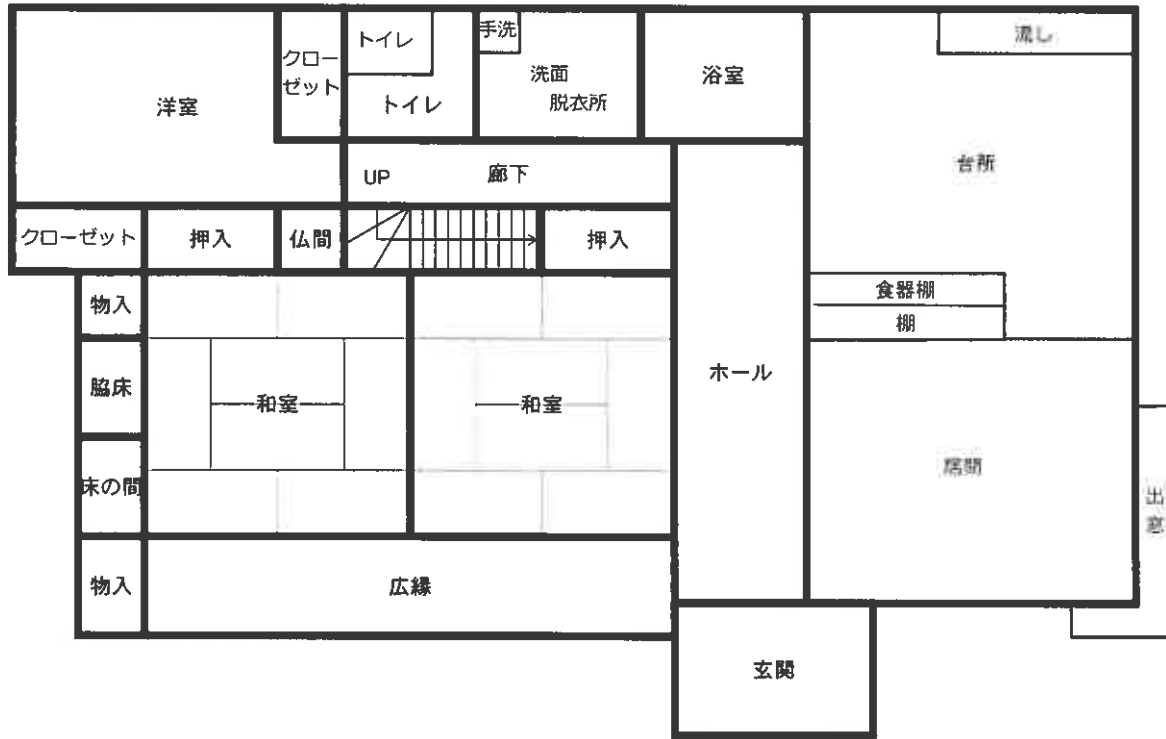 トイレ
手洗
流し
クロー
ゼット
洋室
トイレ
洗面
脱衣所
浴室
台所
UP
廊下
クローゼット
押入
仏間
押入
物入
食器棚
棚
脇床
和室
和室
ホール
床の間
居間
出
窓
物入
広縁
玄関